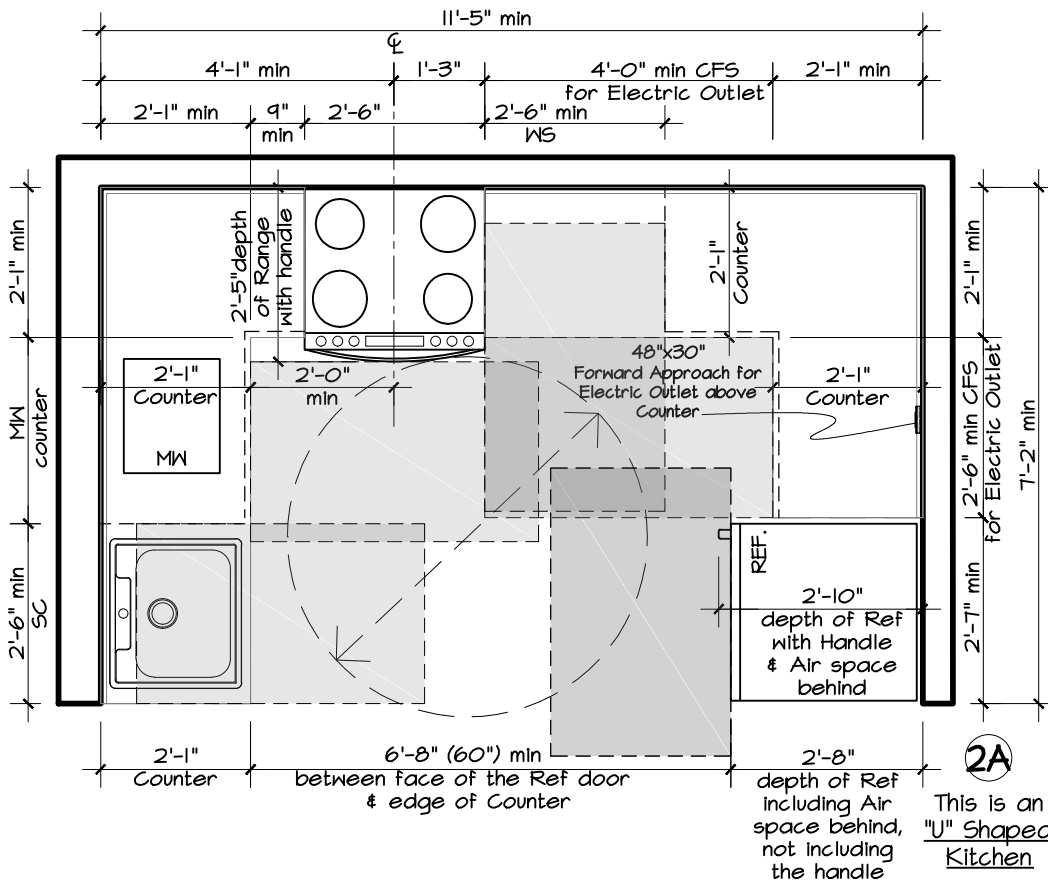 11'-5" min
℄
4'-1" min
1'-3"
4'-0" min CFS
for Electric Outlet
2'-1" min
2'-1" min
9"
min
2'-6"
2'-6" min
WS
2'-1" min
MW
counter
2'-6" min
SC
2'-5"depth
of Range
with handle
2'-1"
Counter
2'-1"
Counter
MW
2'-0"
min
48"x30"
Forward Approach for
Electric Outlet above
Counter
2'-1"
Counter
2'-1" min
2'-6" min CFS
for Electric Outlet
2'-7" min
7'-2" min
REF.
2'-10"
depth of Ref
with Handle
& Air space
behind
2'-1"
Counter
6'-8" (60") min
between face of the Ref door
& edge of Counter
2'-8"
depth of Ref
including Air
space behind,
not including
the handle
2A
This is an
"U" Shaped
Kitchen